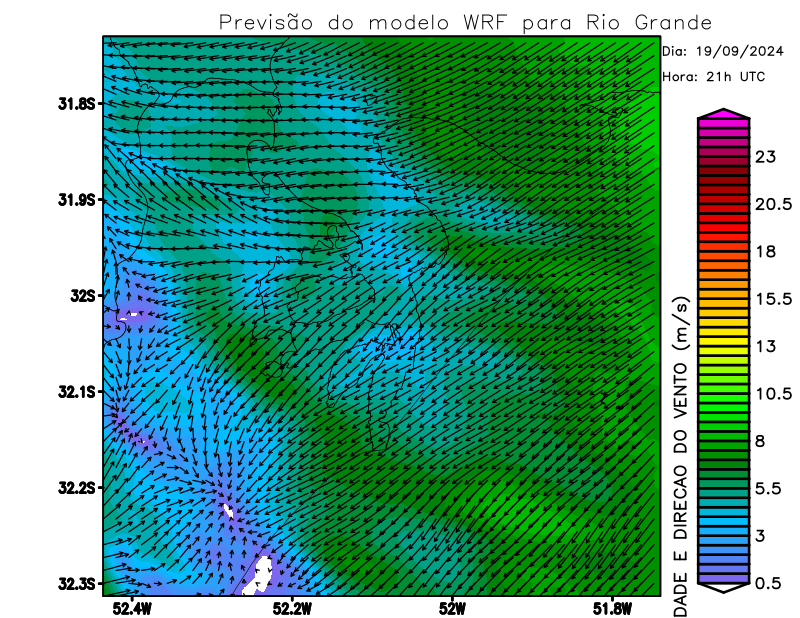 Previsão do modelo WRF para Rio Grande
Dia: 19/09/2024
Hora: 21h UTC
31.8S
31.9S
32S
32.1S
32.2S
32.3S
52.4W
52.2W
52W
51.8W
23
20.5
18
15.5
13
10.5
8
5.5
3
0.5
DADE E DIRECAO DO VENTO (m/s)